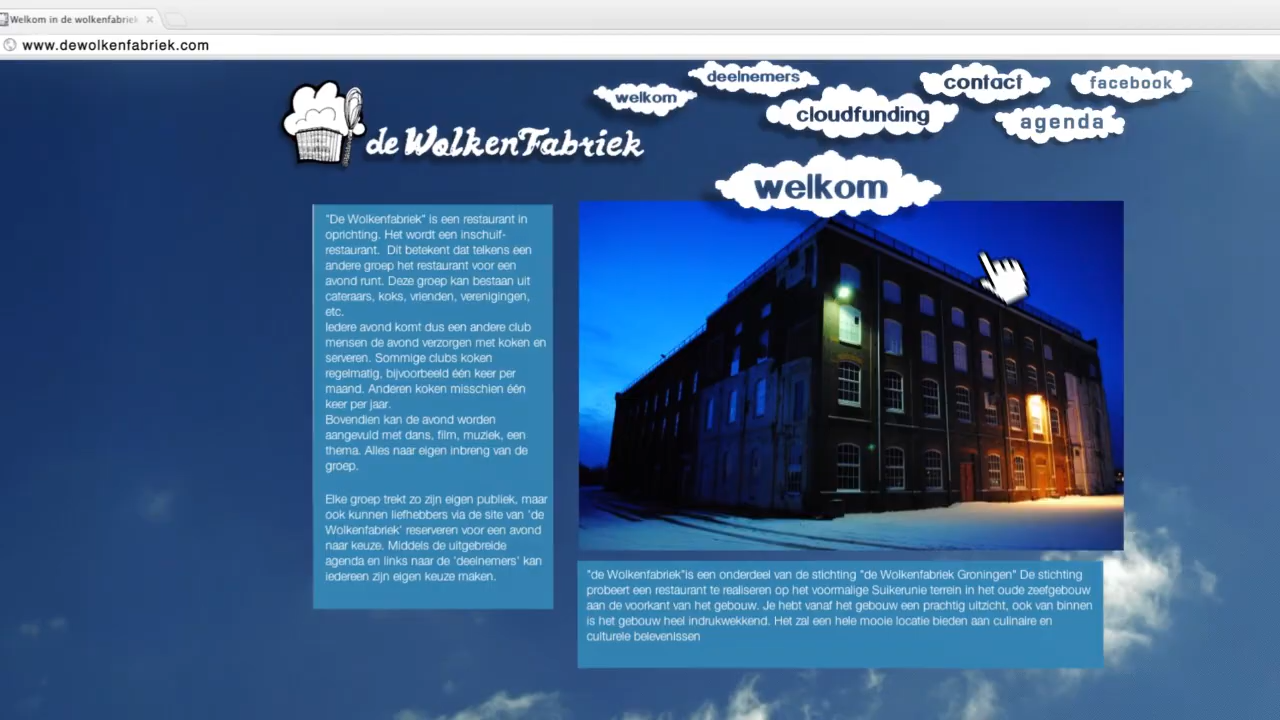 Welkom in de wolkenfabriek
www.dewolkenfabriek.com
deelnemers
welkom
cloudfunding
contact
facebook
agenda
de WolkenFabriek
welkom
"De Wolkenfabriek" is een restaurant in
oprichting. Het wordt een inschuif-
restaurant. Dit betekent dat telkens een
andere groep het restaurant voor een
avond runt. Deze groep kan bestaan uit
cateraars, koks, vrienden, verenigingen,
etc.
Iedere avond komt dus een andere club
mensen de avond verzorgen met koken en
serveren. Sommige clubs koken
regelmatig, bijvoorbeeld één keer per
maand. Anderen koken misschien één
keer per jaar.
Bovendien kan de avond worden
aangevuld met dans, film, muziek, een
thema. Alles naar eigen inbreng van de
groep.
Elke groep trekt zo zijn eigen publiek, maar
ook kunnen liefhebbers via de site van 'de
Wolkenfabriek' reserveren voor een avond
naar keuze. Middels de uitgebreide
agenda en links naar de 'deelnemers' kan
iedereen zijn eigen keuze maken.
"de Wolkenfabriek"is een onderdeel van de stichting "de Wolkenfabriek Groningen" De stichting
probeert een restaurant te realiseren op het voormalige Suikerunie terrein in het oude zeefgebouw
aan de voorkant van het gebouw. Je hebt vanaf het gebouw een prachtig uitzicht, ook van binnen
is het gebouw heel indrukwekkend. Het zal een hele mooie locatie bieden aan culinaire en
culturele belevenissen